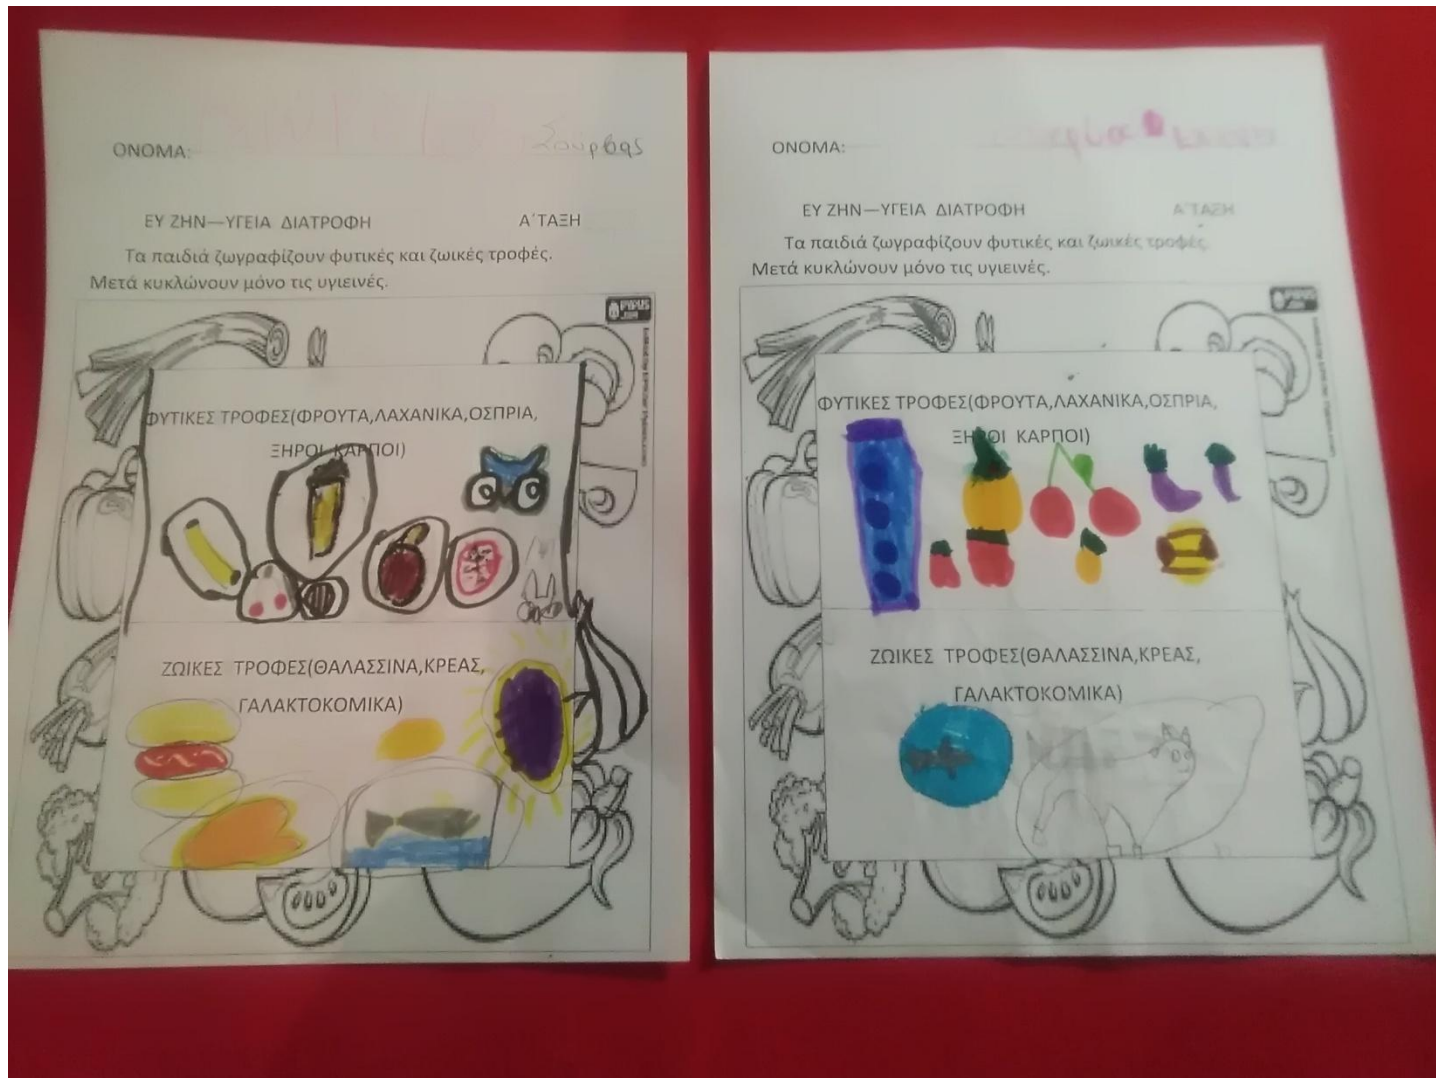 ΟΝΟΜΑ:
Σούρβας
ΕΥ ΖΗΝ—ΥΓΕΙΑ ΔΙΑΤΡΟΦΗ Α΄ΤΑΞΗ
Τα παιδιά ζωγραφίζουν φυτικές και ζωικές τροφές.
Μετά κυκλώνουν μόνο τις υγιεινές.
ΦΥΤΙΚΕΣ ΤΡΟΦΕΣ(ΦΡΟΥΤΑ,ΛΑΧΑΝΙΚΑ,ΟΣΠΡΙΑ,
ΞΗΡΟΙ ΚΑΡΠΟΙ)
ΖΩΙΚΕΣ ΤΡΟΦΕΣ(ΘΑΛΑΣΣΙΝΑ,ΚΡΕΑΣ,
ΓΑΛΑΚΤΟΚΟΜΙΚΑ)
ΟΝΟΜΑ:
ΕΥ ΖΗΝ—ΥΓΕΙΑ ΔΙΑΤΡΟΦΗ Α΄ΤΑΞΗ
Τα παιδιά ζωγραφίζουν φυτικές και ζωικές τροφές.
Μετά κυκλώνουν μόνο τις υγιεινές.
ΦΥΤΙΚΕΣ ΤΡΟΦΕΣ(ΦΡΟΥΤΑ,ΛΑΧΑΝΙΚΑ,ΟΣΠΡΙΑ,
ΞΗΡΟΙ ΚΑΡΠΟΙ)
ΖΩΙΚΕΣ ΤΡΟΦΕΣ(ΘΑΛΑΣΣΙΝΑ,ΚΡΕΑΣ,
ΓΑΛΑΚΤΟΚΟΜΙΚΑ)